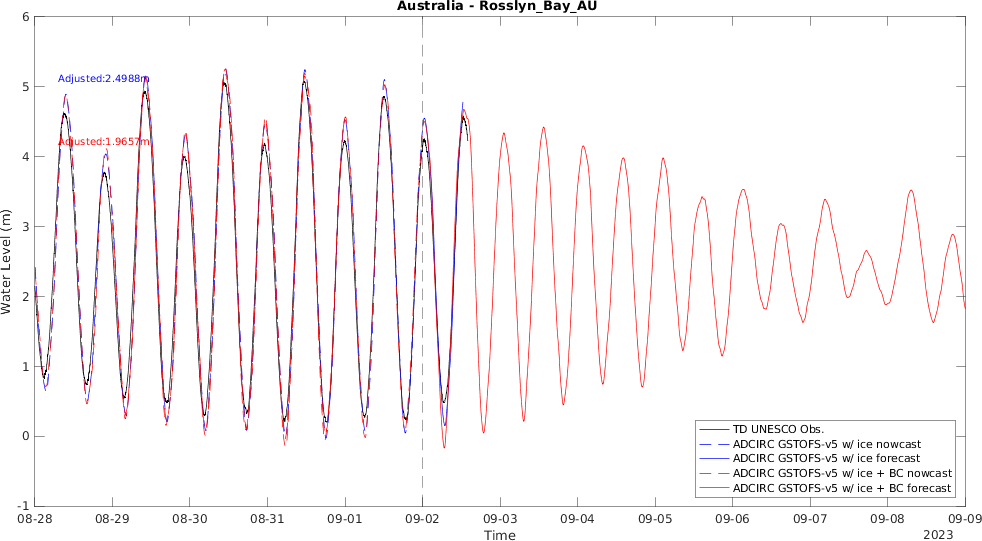 Australia - Rosslyn_Bay_AU
6
5
4
3
2
1
0
-1
Water Level (m)
Adjusted:2.4988m
Adjusted:1.9657m
TD UNESCO Obs.
ADCIRC GSTOFS-v5 w/ ice nowcast
ADCIRC GSTOFS-v5 w/ ice forecast
ADCIRC GSTOFS-v5 w/ ice + BC nowcast
ADCIRC GSTOFS-v5 w/ ice + BC forecast
08-28 08-29 08-30 08-31 09-01 09-02 09-03 09-04 09-05 09-06 09-07 09-08 09-09
Time
2023